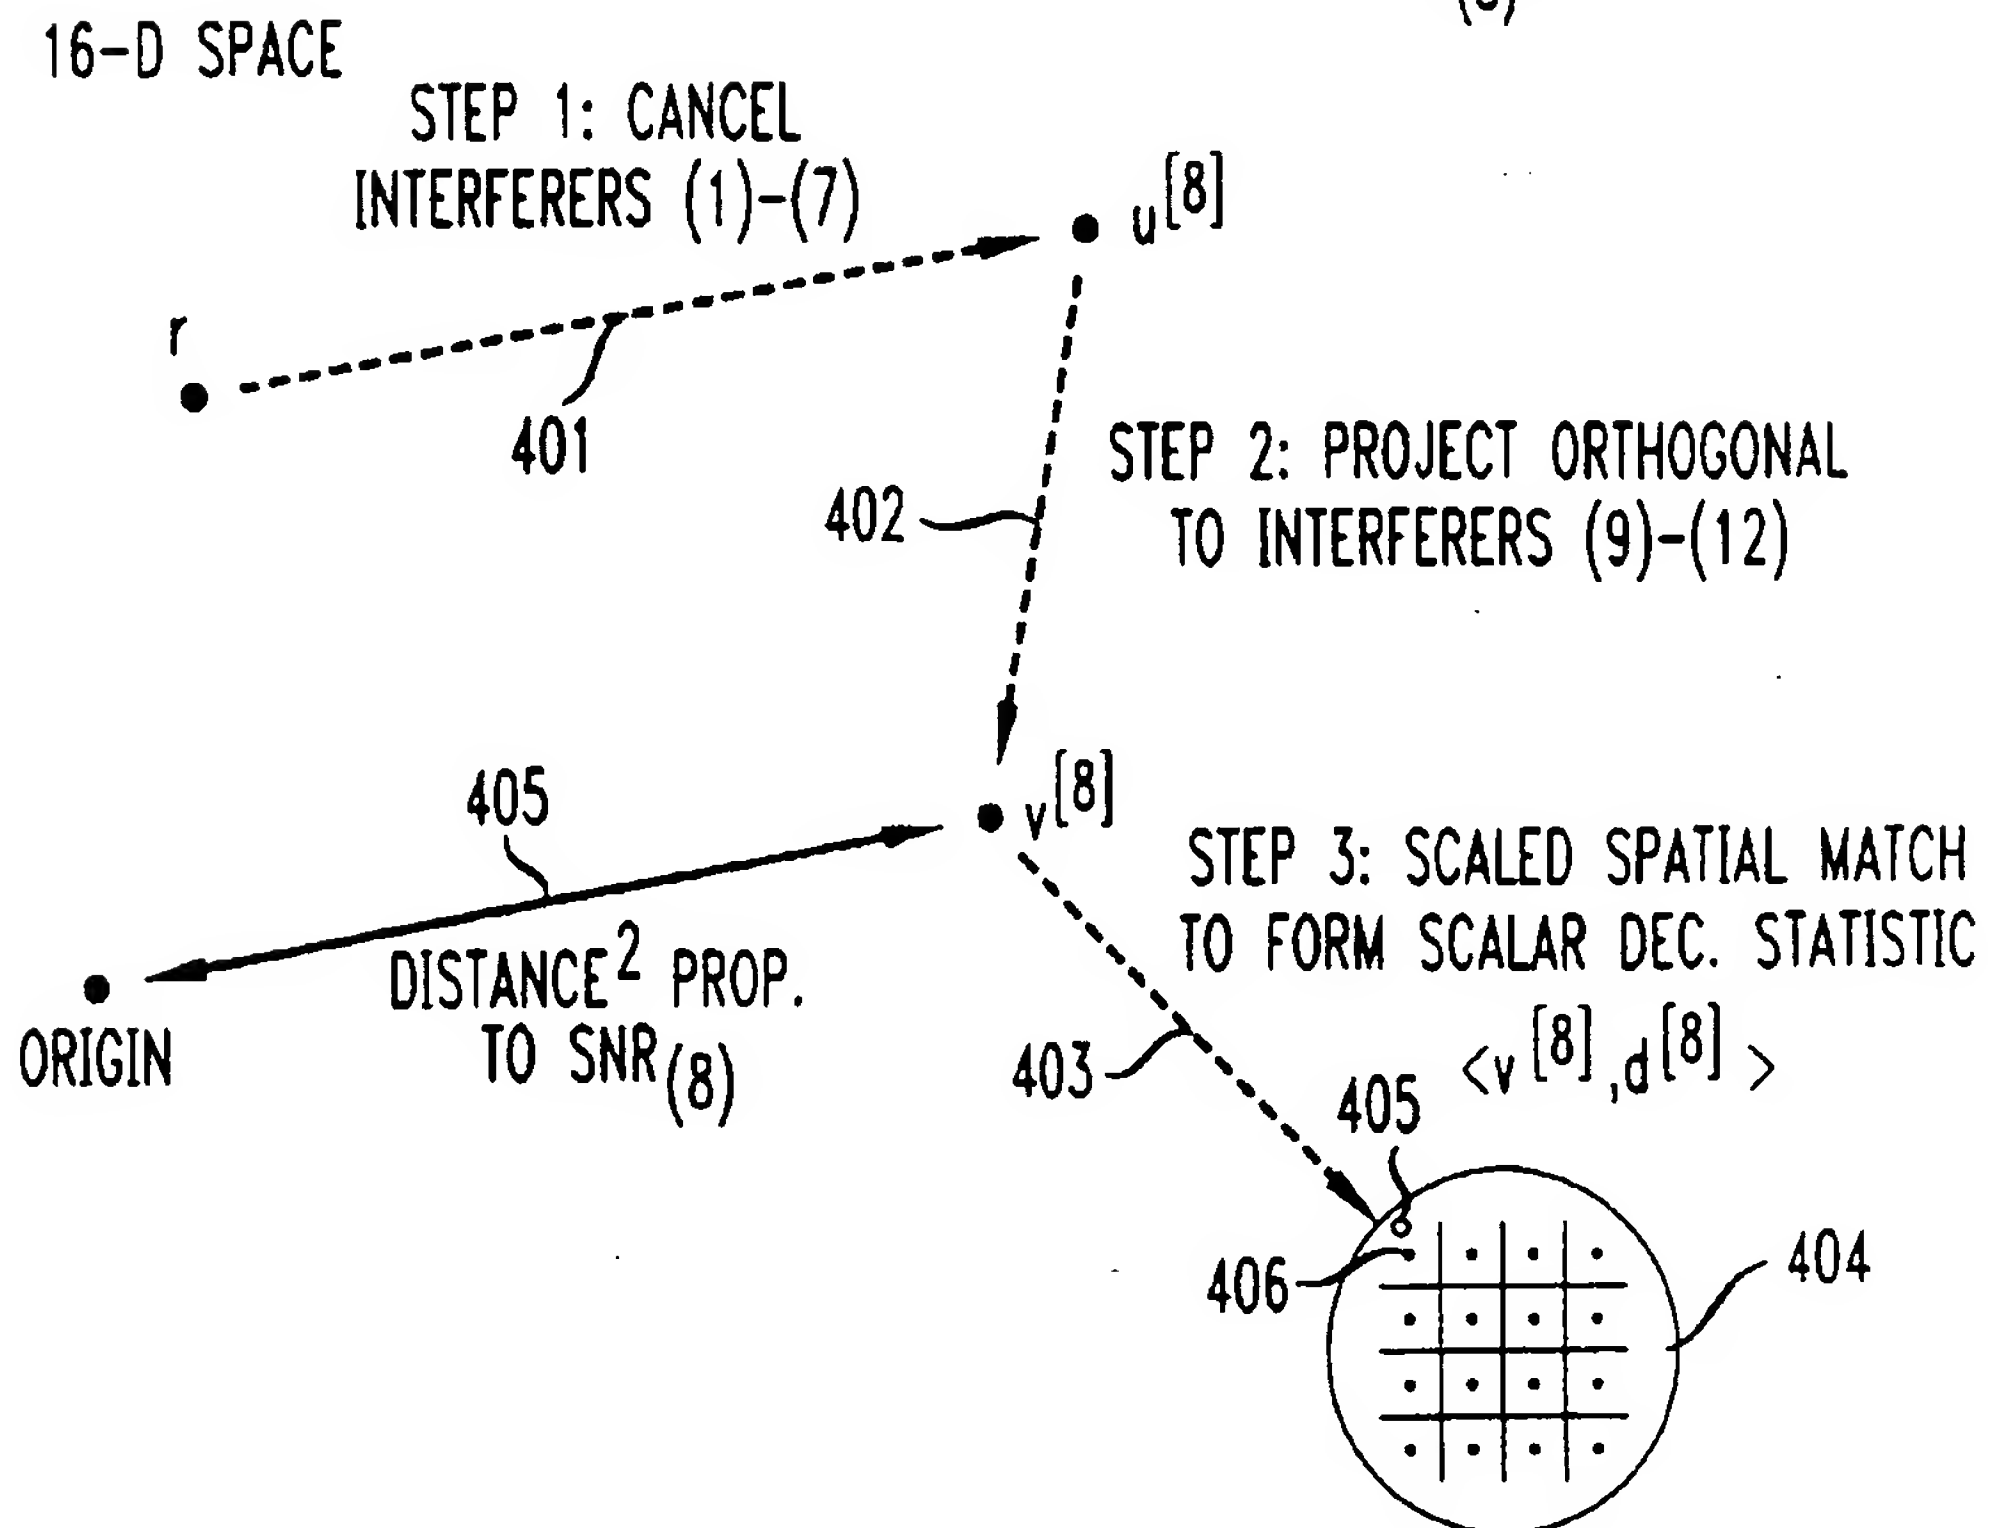 16-D SPACE
STEP 1: CANCEL
INTERFERERS (1)-(7)
u[8]
r
401
STEP 2: PROJECT ORTHOGONAL
TO INTERFERERS (9)-(12)
402
405
v[8]
STEP 3: SCALED SPATIAL MATCH
TO FORM SCALAR DEC. STATISTIC
<v[8],d[8]>
DISTANCE2 PROP.
TO SNR(8)
ORIGIN
403
405
406
404